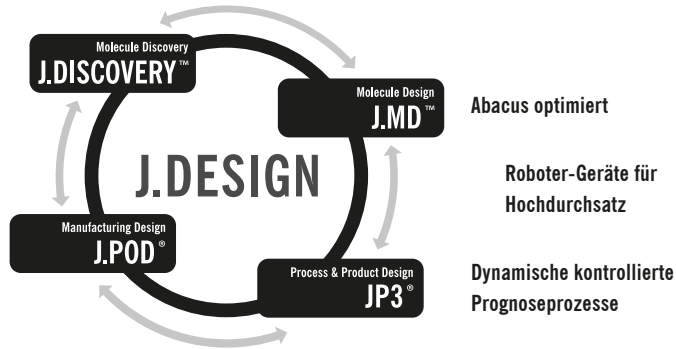 Molecule Discovery
J.DISCOVERY™
Molecule Design
J.MD™
Abacus optimiert
J.DESIGN
Roboter-Geräte für
Hochdurchsatz
Manufacturing Design
J.POD®
Process & Product Design
JP3®
Dynamische kontrollierte
Prognoseprozesse